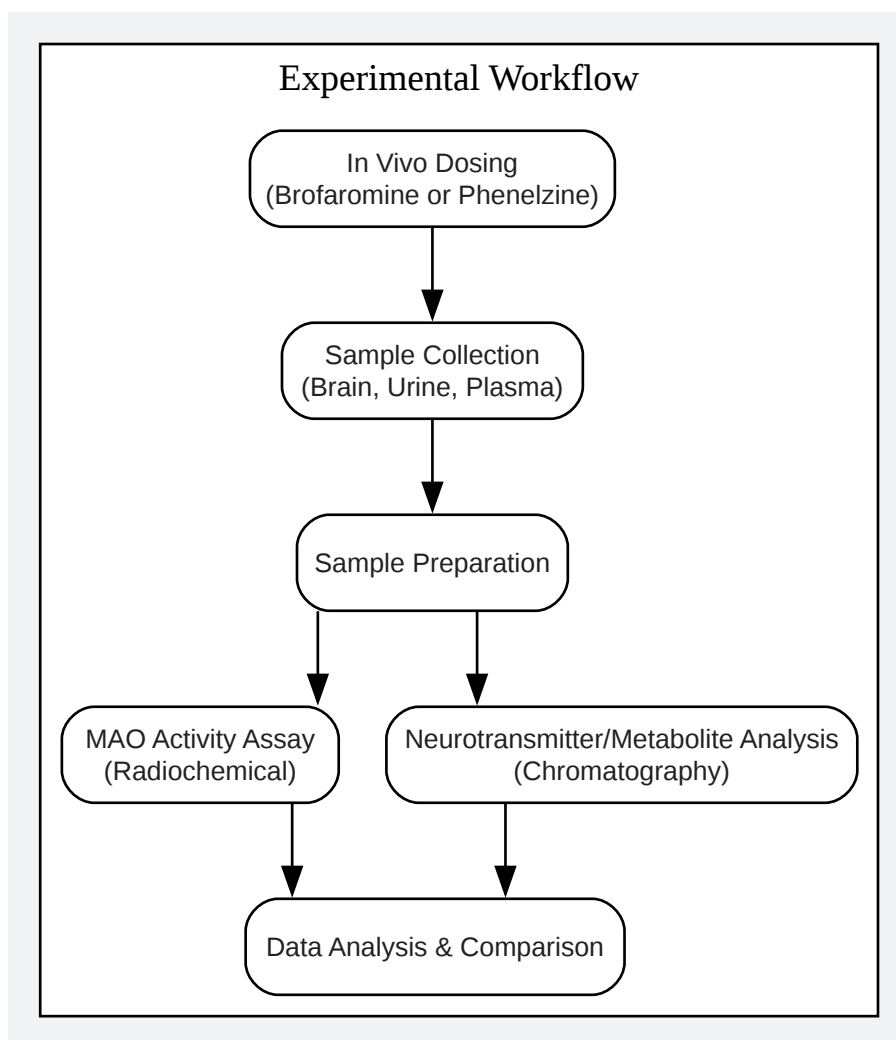 Experimental Workflow
In Vivo Dosing
(Brofaromine or Phenelzine)
Sample Collection
(Brain, Urine, Plasma)
Sample Preparation
MAO Activity Assay
(Radiochemical)
Neurotransmitter/Metabolite Analysis
(Chromatography)
Data Analysis & Comparison